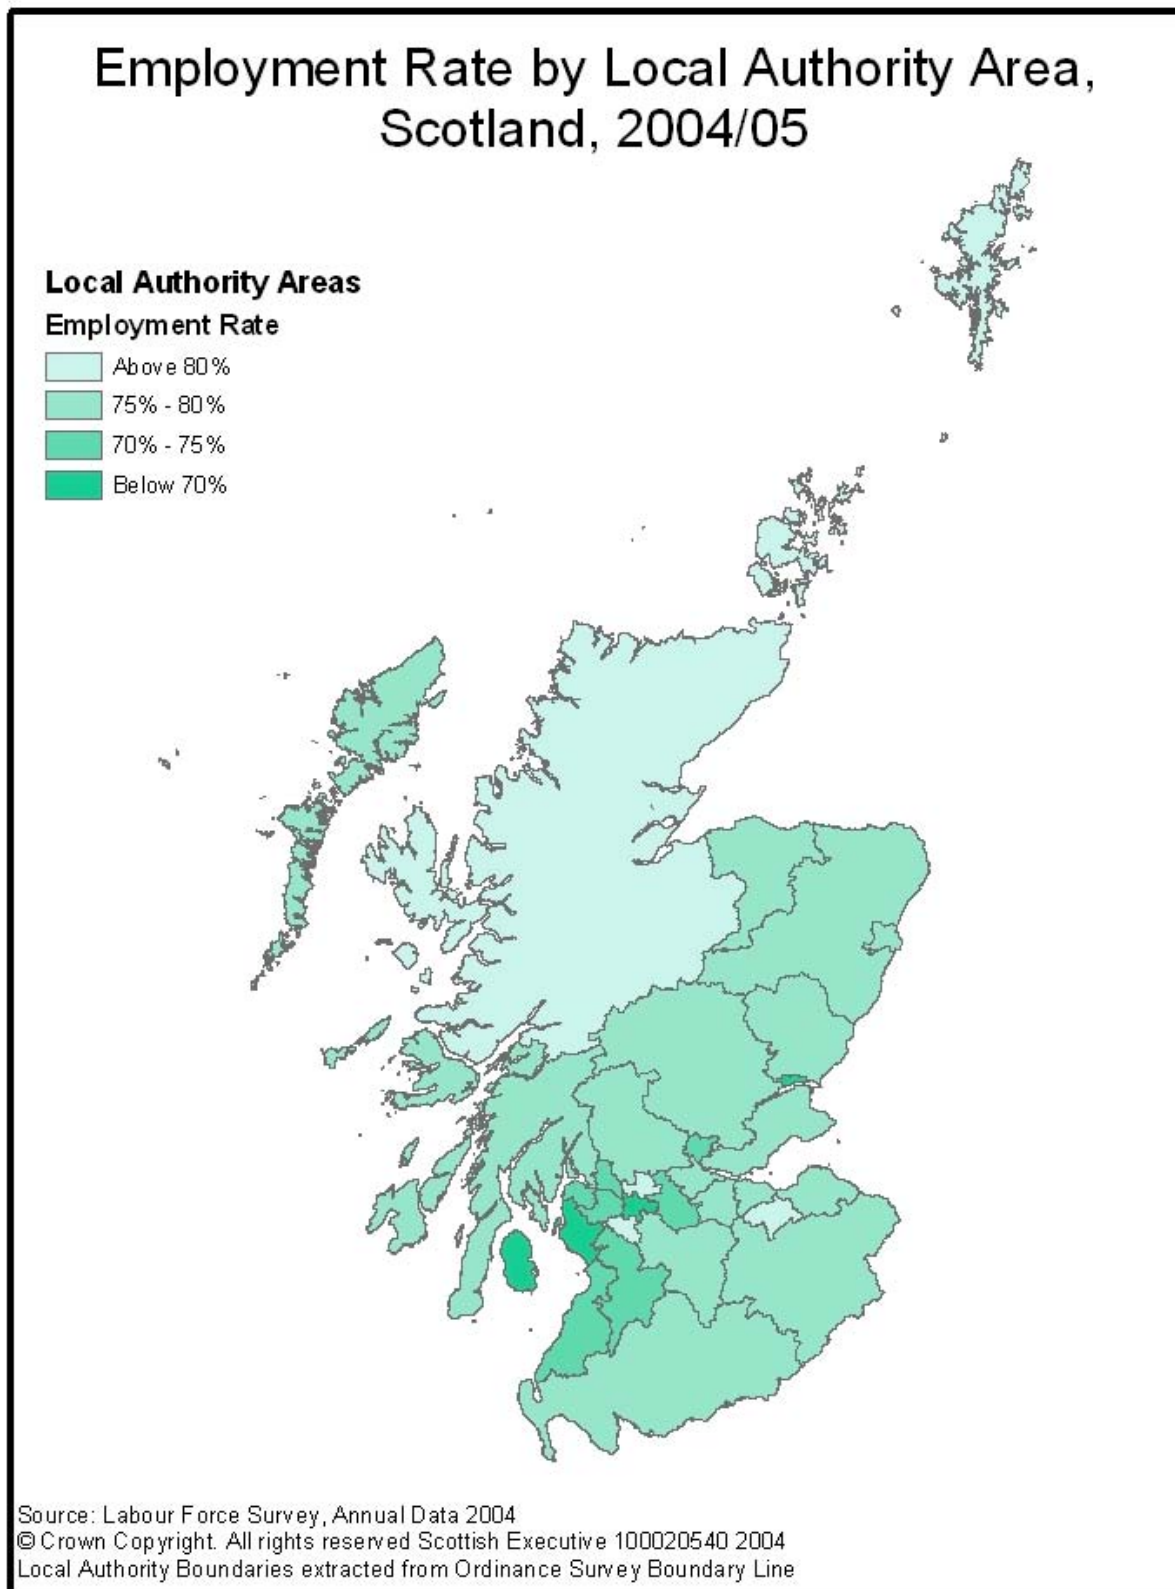 Employment Rate by Local Authority Area,
Scotland, 2004/05
Local Authority Areas
Employment Rate
Above 80%
75% - 80%
70% - 75%
Below 70%
Source: Labour Force Survey, Annual Data 2004
© Crown Copyright. All rights reserved Scottish Executive 100020540 2004
Local Authority Boundaries extracted from Ordinance Survey Boundary Line